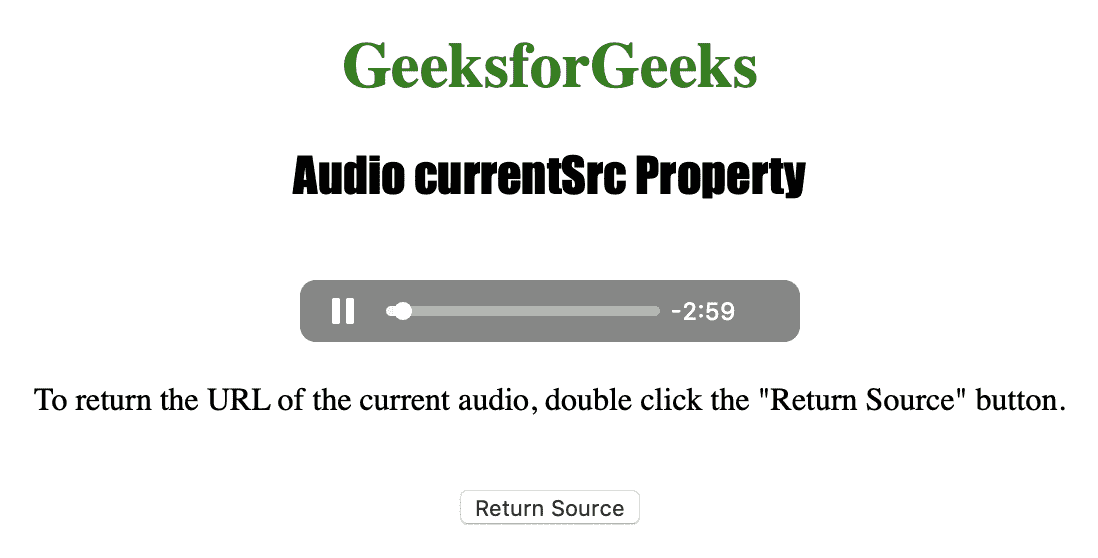 GeeksforGeeks
Audio currentSrc Property
-2:59
To return the URL of the current audio, double click the "Return Source" button.
Return Source